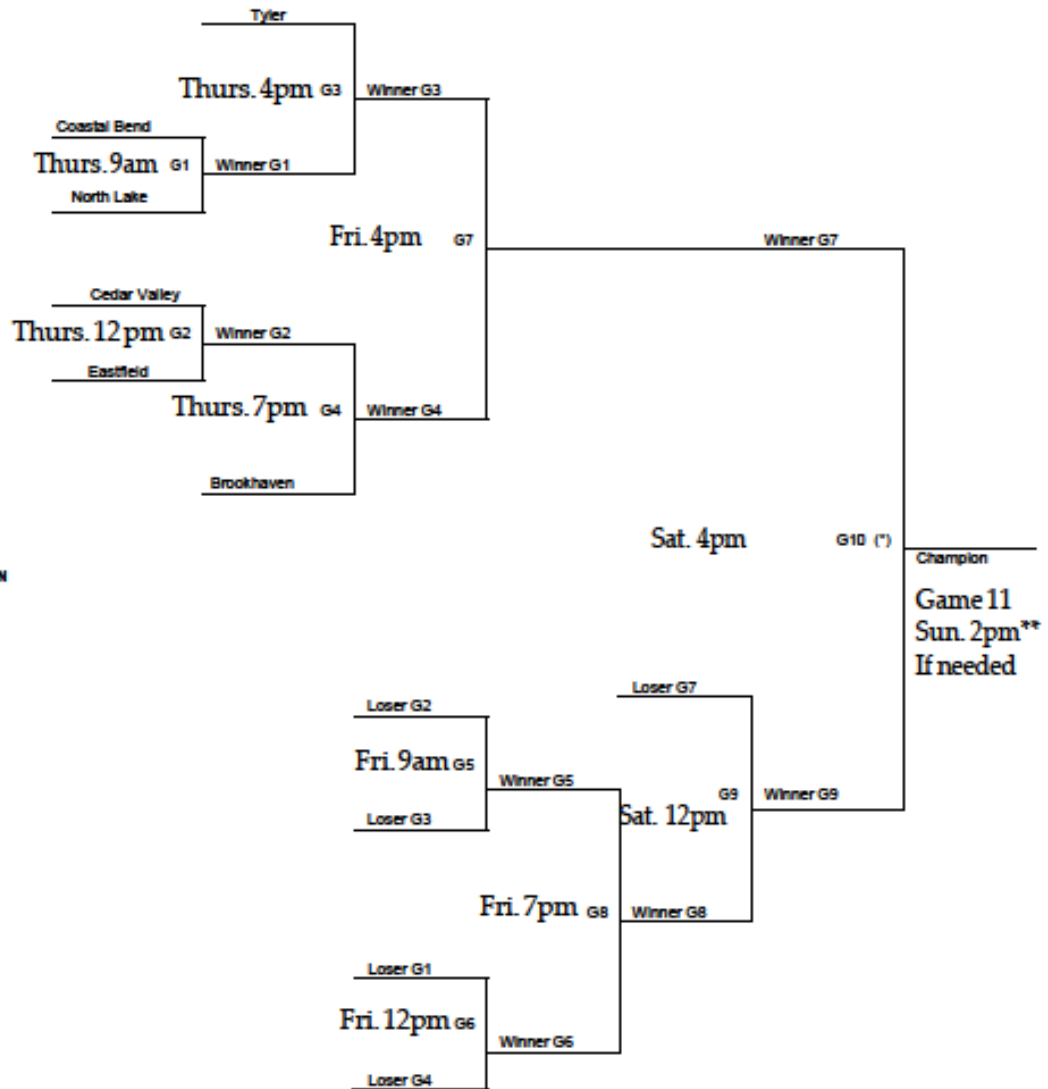 Tyler
Thurs. 4pm G3 Winner G3
Coastal Bend
Thurs. 9am G1 Winner G1
North Lake
Fri. 4pm G7 Winner G7
Cedar Valley
Thurs. 12pm G2 Winner G2
Eastfield
Thurs. 7pm G4 Winner G4
Brookhaven
Sat. 4pm G10 (*)
Champion
N
Game 11
Sun. 2pm**
If needed
Loser G7
Loser G2
Fri. 9am G5 Winner G5
G9 Winner G9
Loser G3
Sat. 12pm
Fri. 7pm G8 Winner G8
Loser G1
Fri. 12pm G6 Winner G6
Loser G4